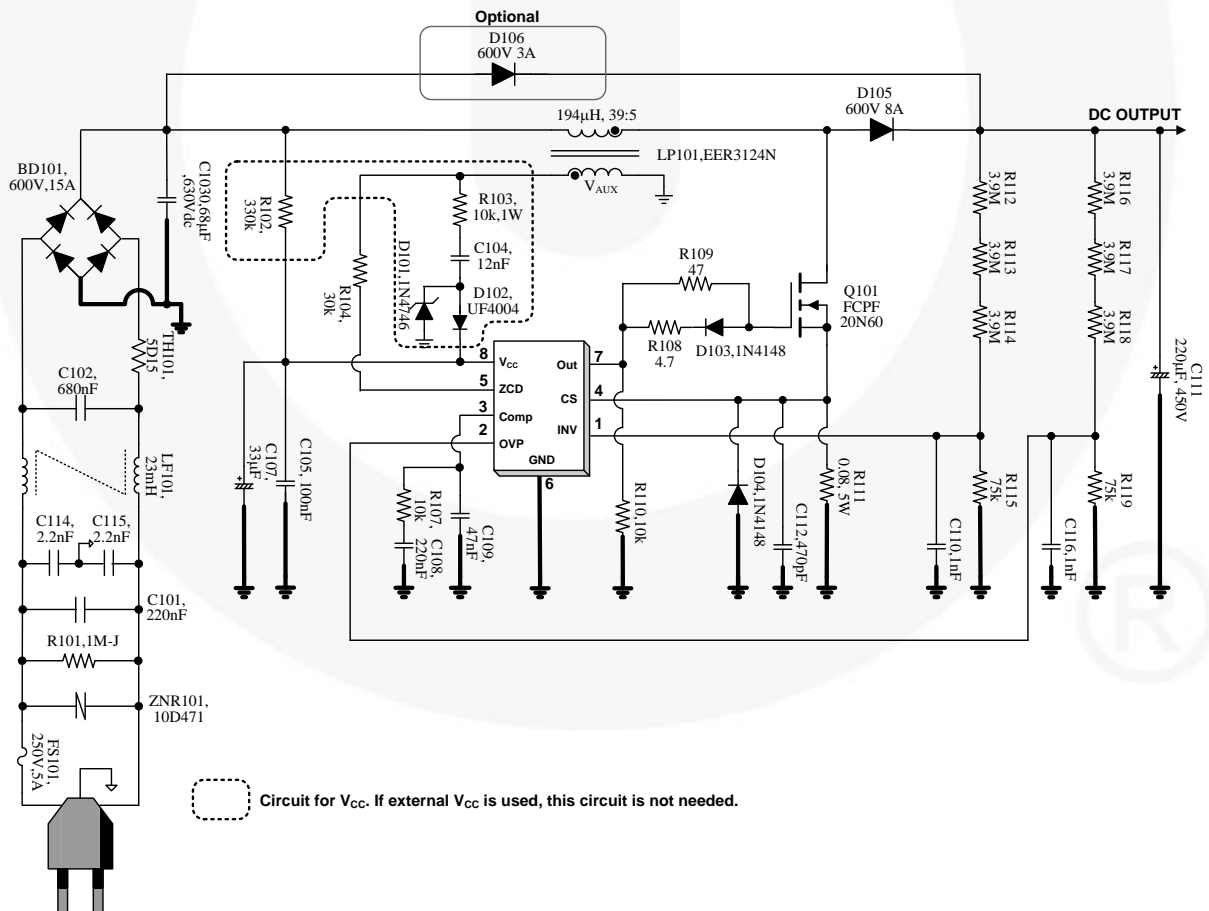 Optional
D106
600V 3A
D105
600V 8A
DC OUTPUT
194μH, 39:5
LP101,EER3124N
VAUX
BD101,
600V,15A
C1030,68μF
,630Vdc
R102,
330k
R103,
10k,1W
C104,
12nF
D101,1N4746
D102,
UF4004
R104,
30k
R109
47
R108
4.7
D103,1N4148
Q101
FCPF
20N60
R112
3.9M
R113
3.9M
R114
3.9M
R116
3.9M
R117
3.9M
R118
3.9M
C111
220μF, 450V
TH101,
5D15
C102,
680nF
8
VCC
5
ZCD
3
Comp
2
OVP
GND
6
Out
7
CS
4
INV
1
LF101,
23mH
C107,
33μF
C105, 100nF
R107,
10k
C108,
220nF
C109,
47nF
R110,10k
D104,1N4148
C112,470pF
R111
0.08, 5W
C110,1nF
R115
75k
C116,1nF
R119
75k
C114,
2.2nF
C115,
2.2nF
C101,
220nF
R101,1M-J
ZNR101,
10D471
FS101,
250V,5A
Circuit for VCC. If external VCC is used, this circuit is not needed.
®